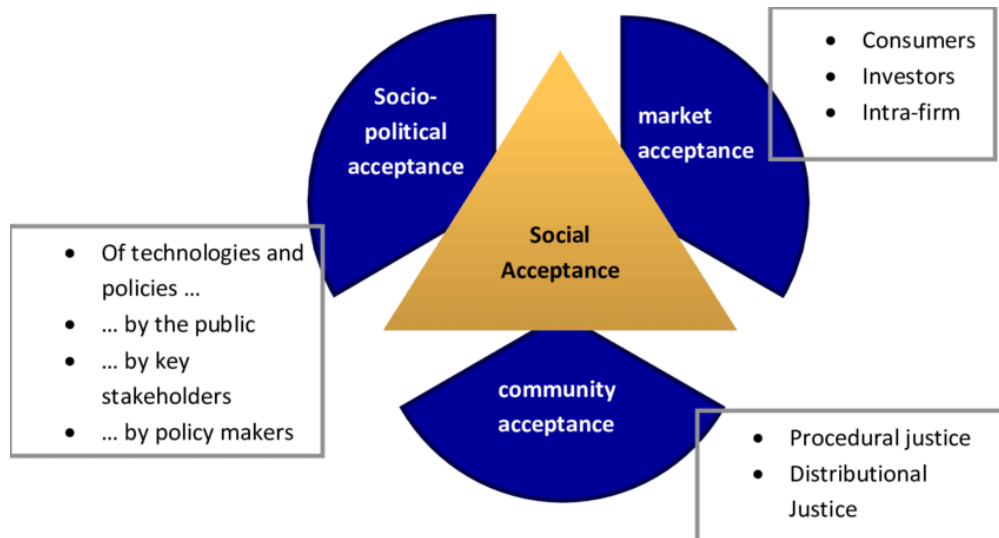 Socio-
political
acceptance
market
acceptance
• Consumers
• Investors
• Intra-firm
Social
Acceptance
• Of technologies and
policies …
• … by the public
• … by key
stakeholders
• … by policy makers
community
acceptance
• Procedural justice
• Distributional
Justice